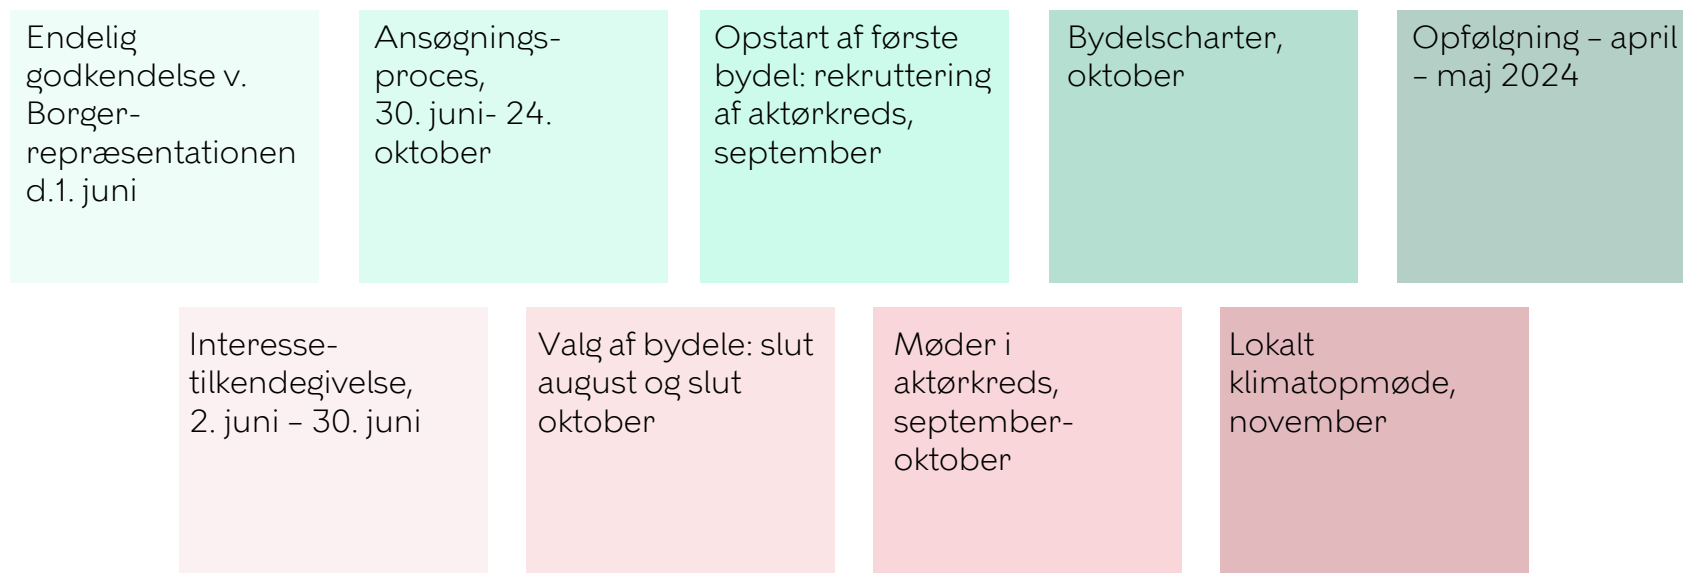 Endelig
godkendelse v.
Borger-
repræsentationen
d.1. juni
Ansøgnings-
proces,
30. juni- 24.
oktober
Opstart af første
bydel: rekruttering
af aktørkreds,
september
Bydelscharter,
oktober
Opfølgning – april
– maj 2024
Interesse-
tilkendegivelse,
2. juni – 30. juni
Valg af bydele: slut
august og slut
oktober
Møder i
aktørkreds,
september-
oktober
Lokalt
klimatopmøde,
november